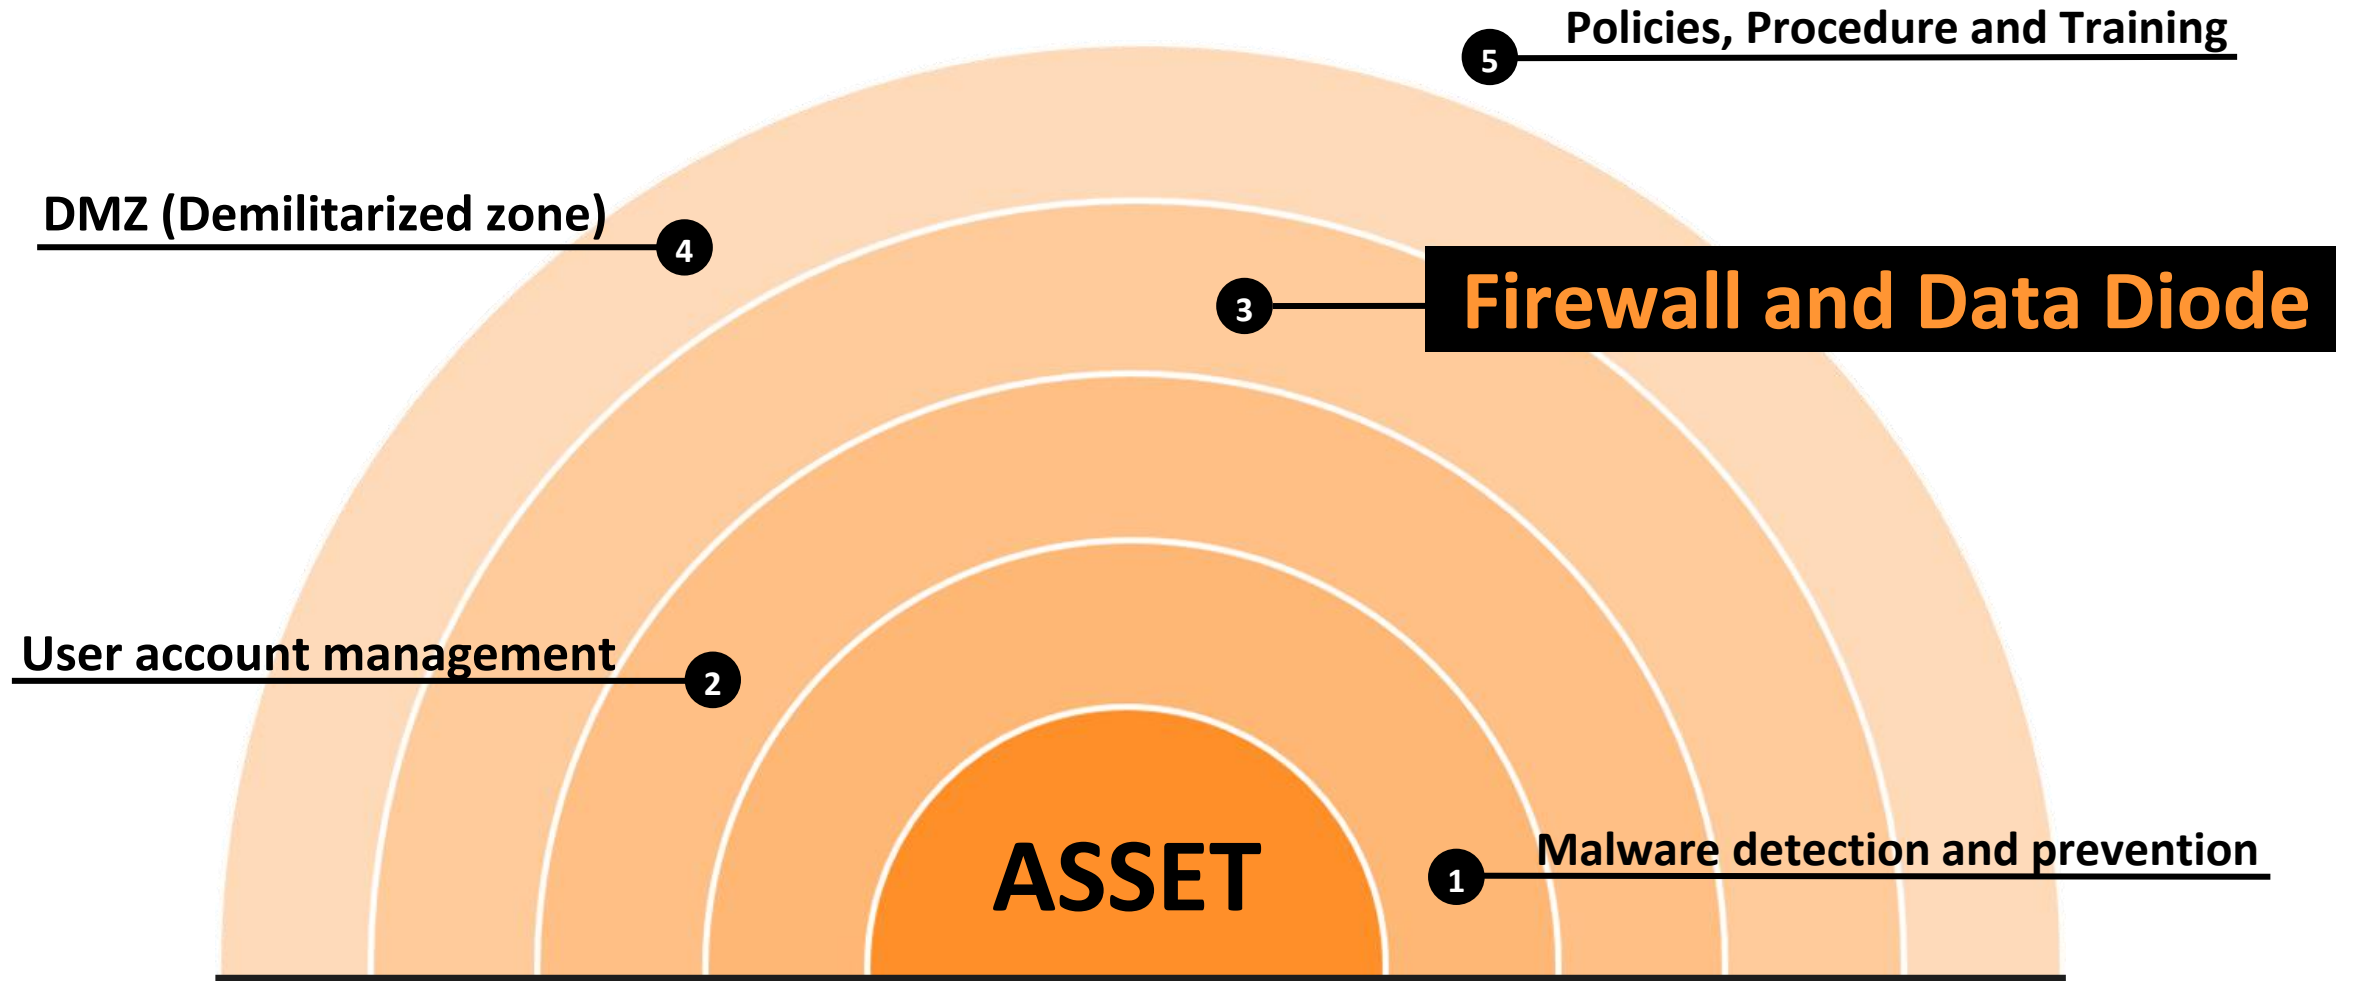 Policies, Procedure and Training
5
DMZ (Demilitarized zone)
4
3
Firewall and Data Diode
User account management
2
ASSET
1
Malware detection and prevention